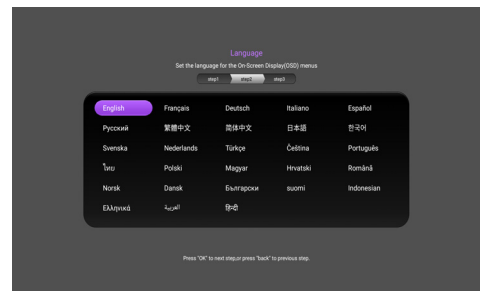 Language
Set the language for the On-Screen Display(OSD) menus
step1 step2 step3
English Français Deutsch Italiano Español
Русский 繁體中文 简体中文 日本語 한국어
Svenska Nederlands Türkçe Čeština Português
ไทย Polski Magyar Hrvatski Română
Norsk Dansk Български suomi Indonesian
Ελληνικά العربية हिन्दी
Press "OK" to next step,or press "back" to previous step.